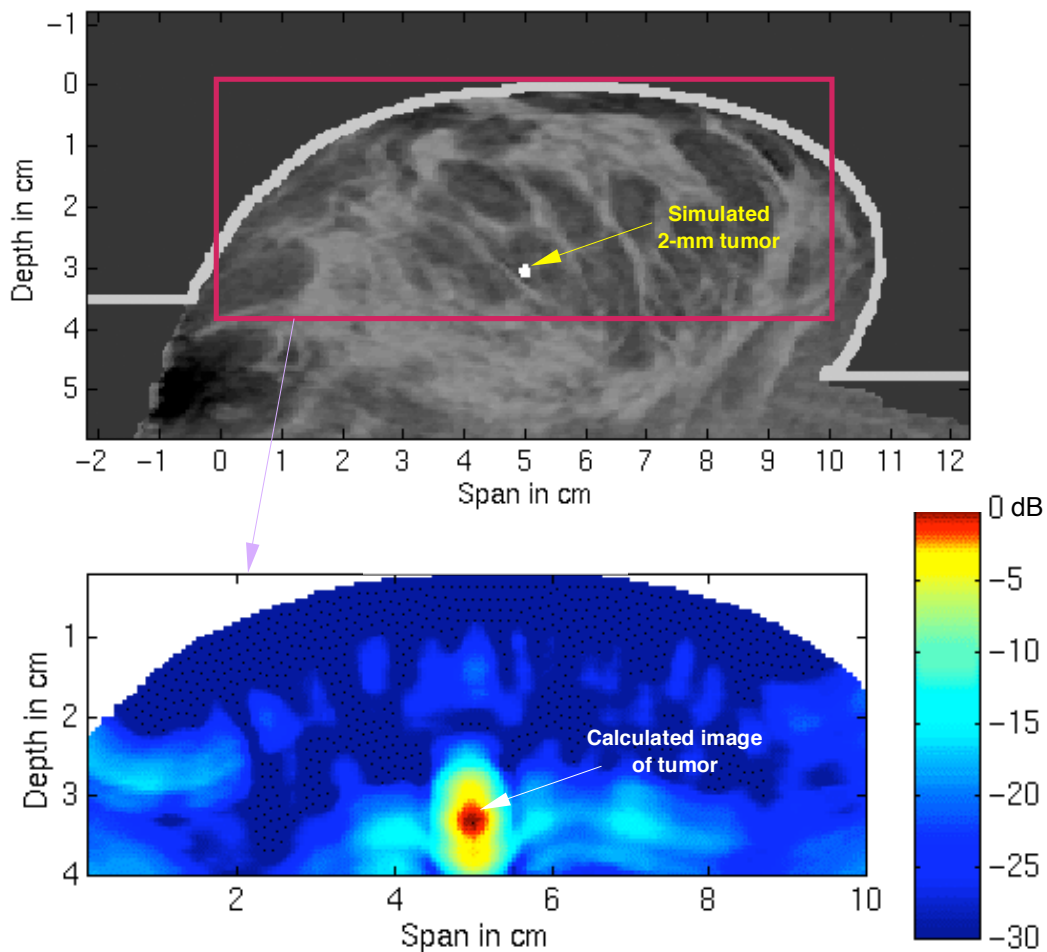 −1
0
1
2
3
4
5
Depth in cm
Simulated
2-mm tumor
−2 −1 0 1 2 3 4 5 6 7 8 9 10 11 12
Span in cm
0 dB
−5
−10
−15
−20
−25
−30
1
2
3
4
Depth in cm
Calculated image
of tumor
2 4 6 8 10
Span in cm